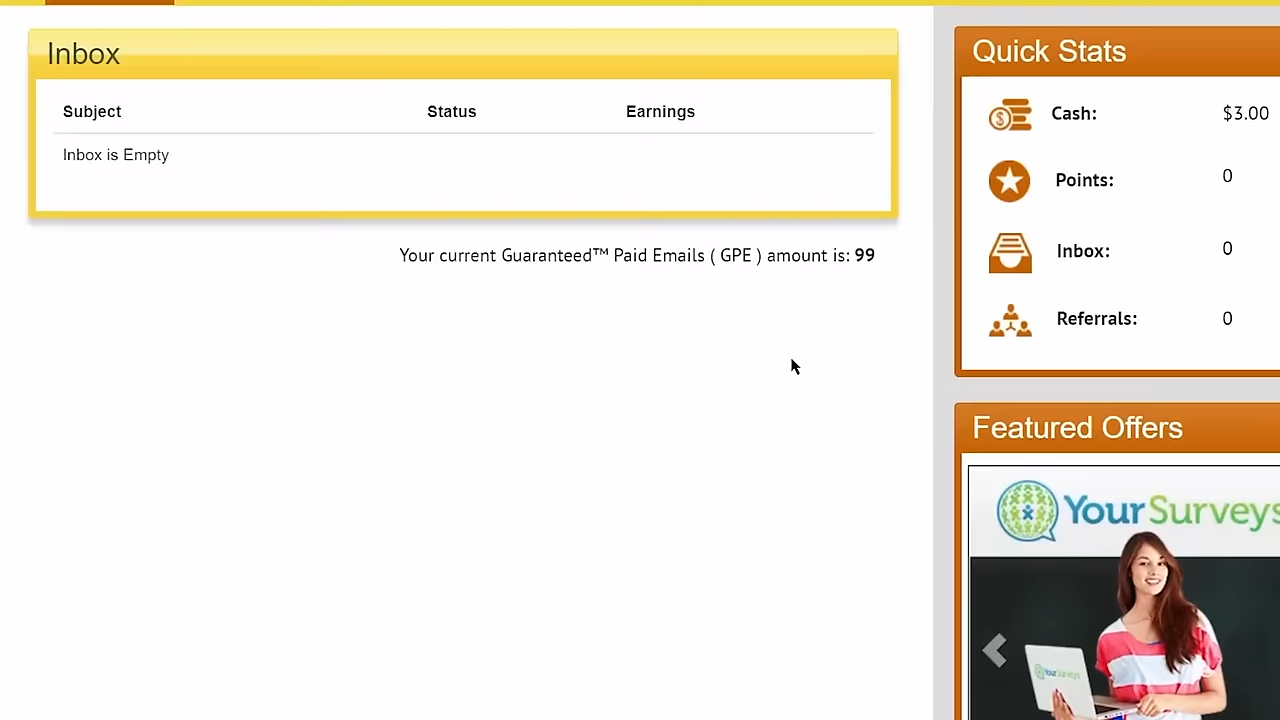 Inbox
Subject Status Earnings
Inbox is Empty
Your current Guaranteed™ Paid Emails ( GPE ) amount is: 99
Quick Stats
Cash: $3.00
Points: 0
Inbox: 0
Referrals: 0
Featured Offers
YourSurveys
YourSurveys